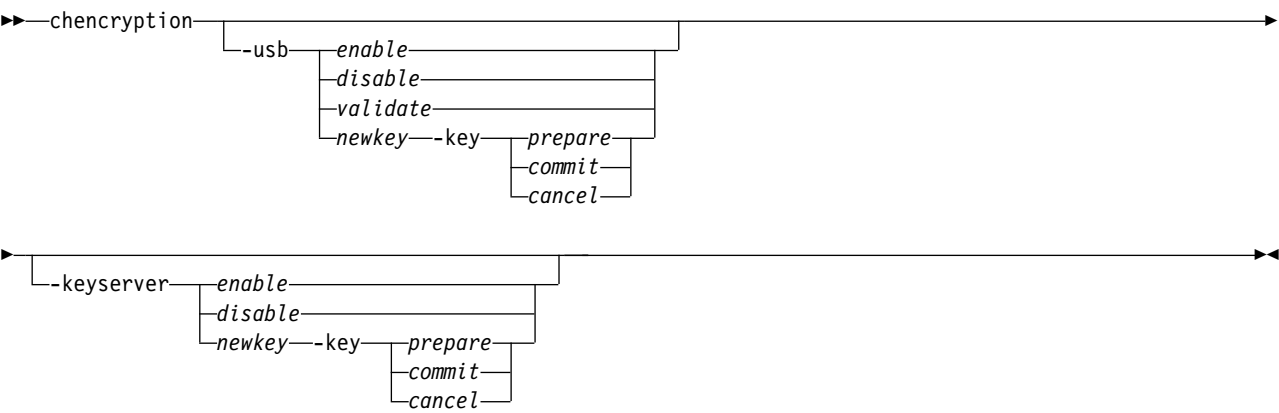 chencryption
-usb enable
disable
validate
newkey -key prepare
commit
cancel
-keyserver enable
disable
newkey -key prepare
commit
cancel